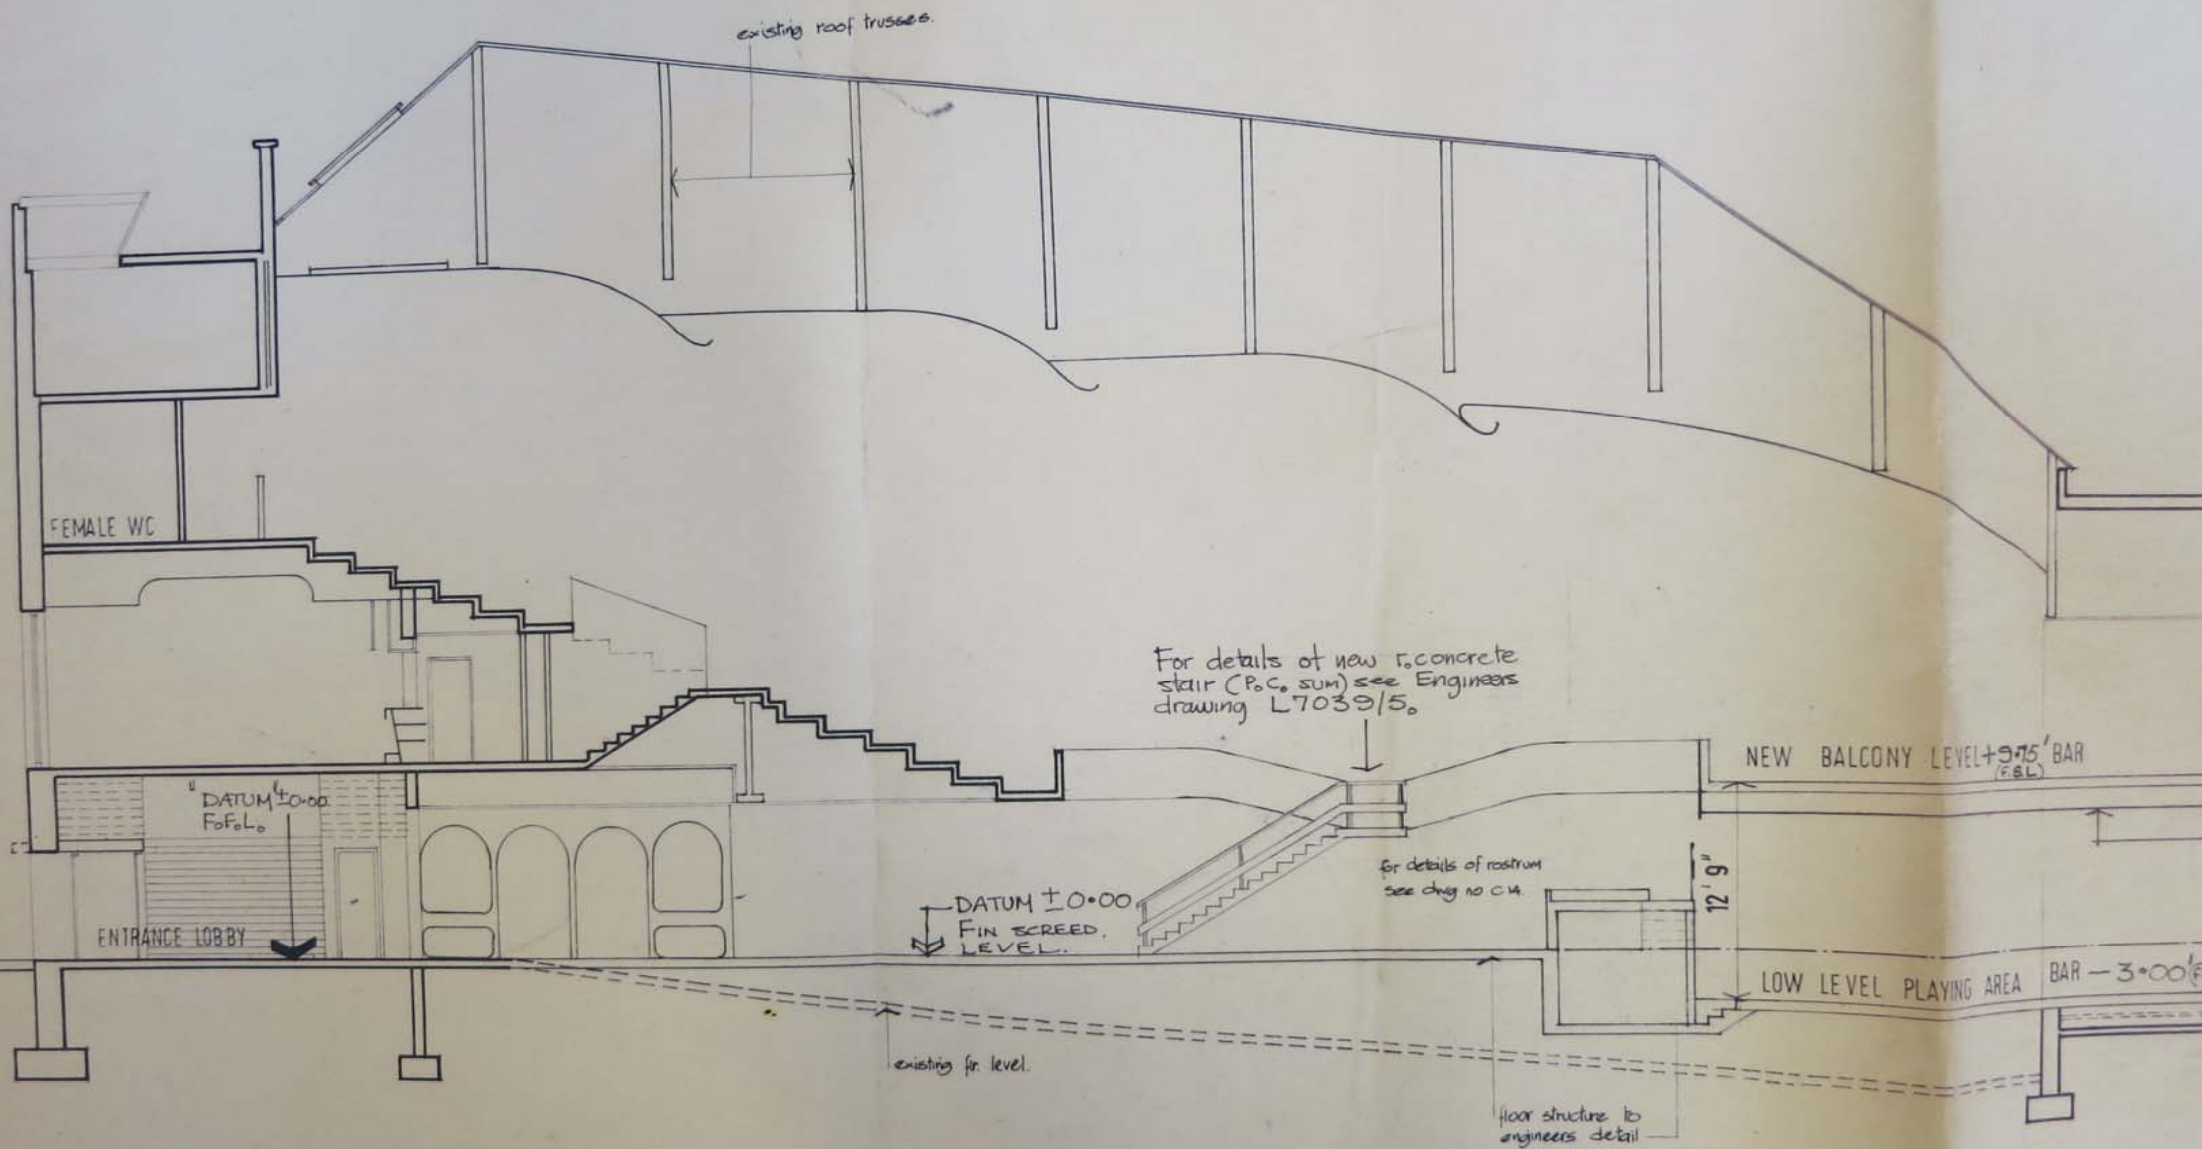 existing roof trusses.
FEMALE WC
For details of new r.concrete
stair (P.C. SUM) see Engineers
drawing L7039/5.
NEW BALCONY LEVEL +9.75' BAR
(F.S.L)
"DATUM" ±0.00
F.F.L.
for details of rostrum
see dwg no C14.
12' 9"
DATUM ±0.00
FIN SCREED.
LEVEL.
ENTRANCE LOBBY
LOW LEVEL PLAYING AREA BAR — 3.00'
existing flr. level.
floor structure to
engineers detail